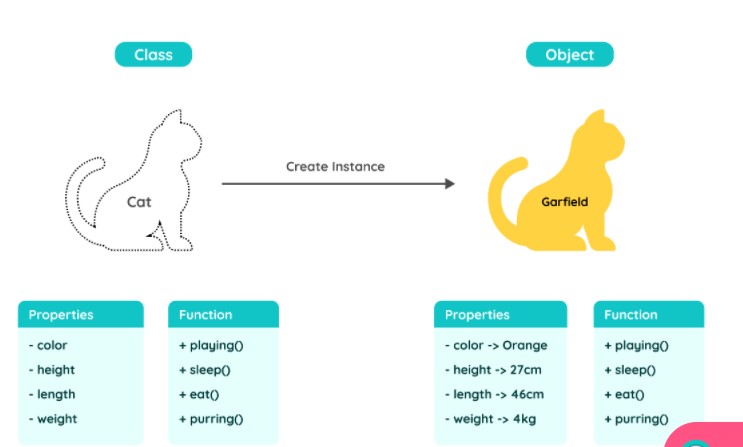 Class
Object
Create Instance
Cat
Garfield
Properties
- color
- height
- length
- weight
Function
+ playing()
+ sleep()
+ eat()
+ purring()
Properties
- color -> Orange
- height -> 27cm
- length -> 46cm
- weight -> 4kg
Function
+ playing()
+ sleep()
+ eat()
+ purring()